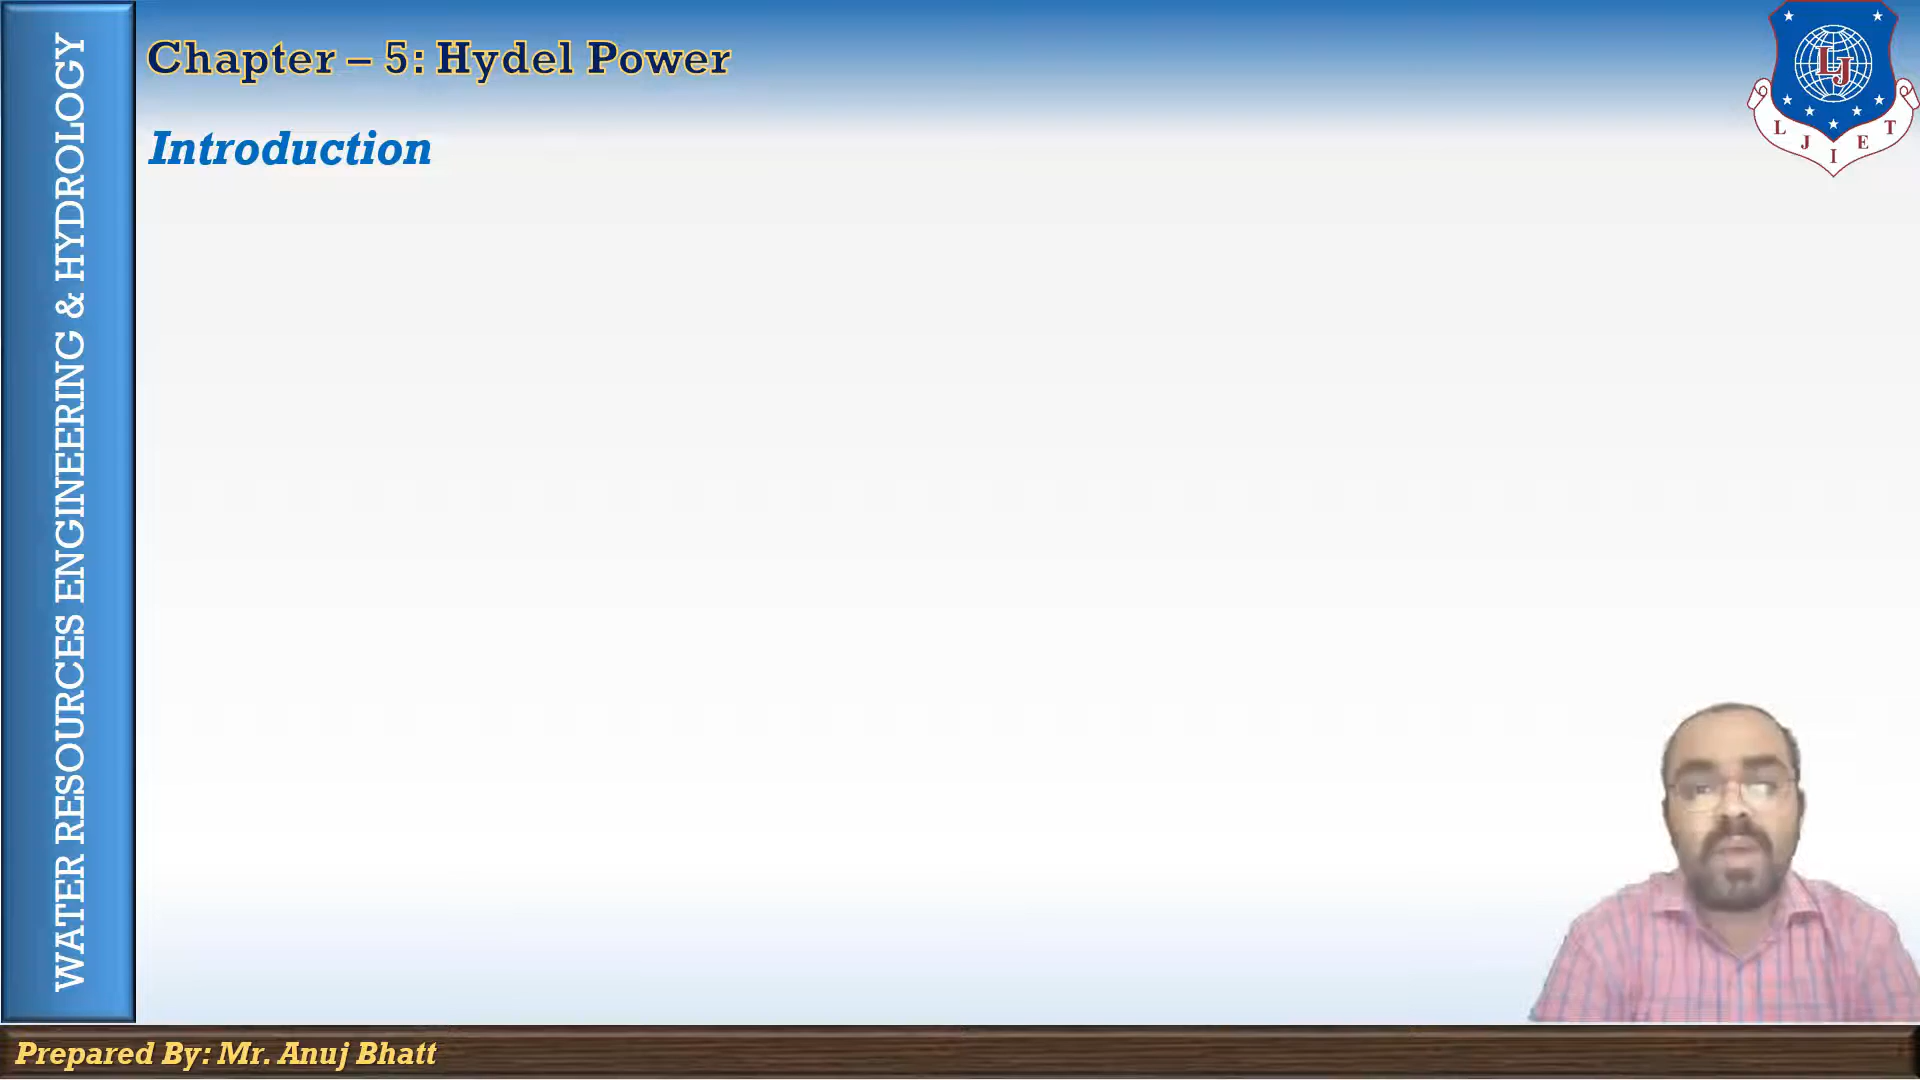 Chapter – 5: Hydel Power
Introduction
WATER RESOURCES ENGINEERING & HYDROLOGY
LJ
L J I E T
Prepared By: Mr. Anuj Bhatt